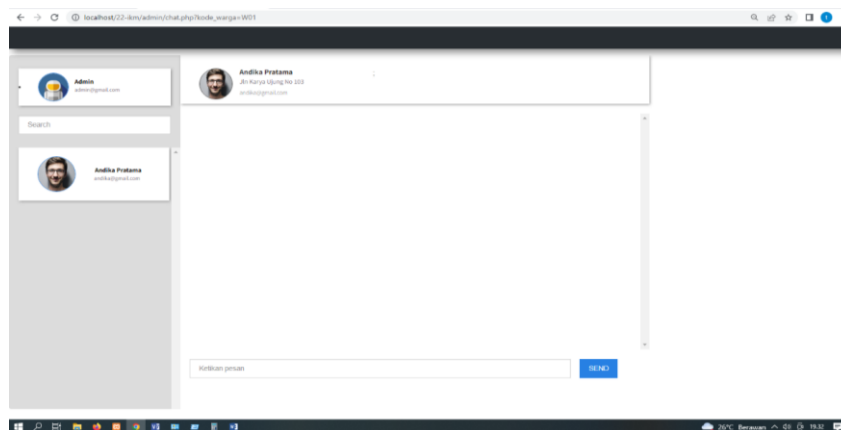 localhost/22-ikm/admin/chat.php?kode_warga=W01
Admin
admin@gmail.com
Andika Pratama
Jln Karya Ujung No 103
andika@gmail.com
Search
Andika Pratama
andika@gmail.com
Ketikan pesan
SEND
26°C Berawan
19.32